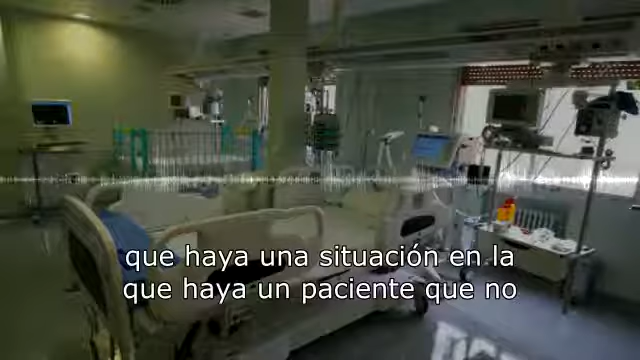 que haya una situación en la
que haya un paciente que no